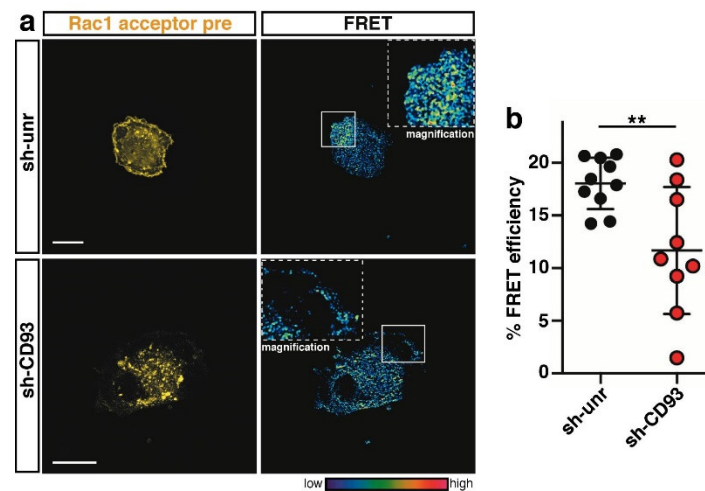 a
Rac1 acceptor pre
FRET
sh-unr
magnification
sh-CD93
magnification
low
high
b
**
% FRET efficiency
20
15
10
5
0
sh-unr
sh-CD93